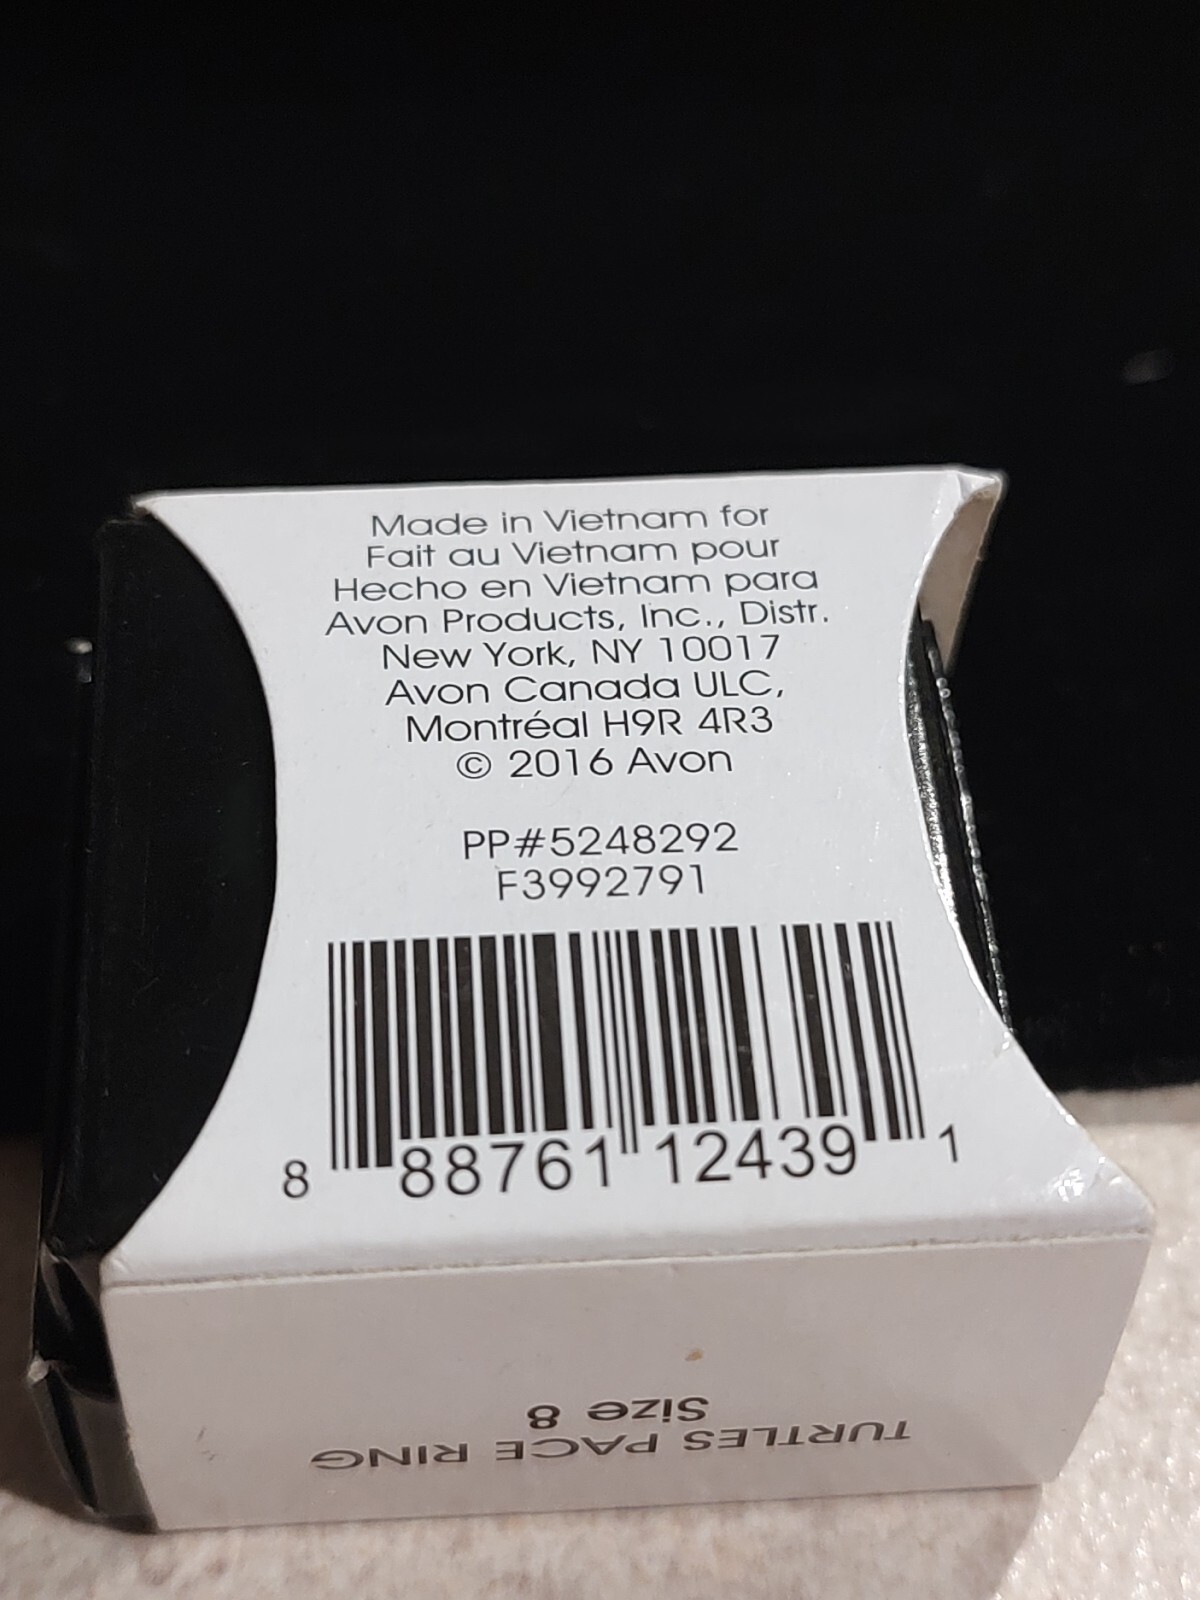 Made in Vietnam for
Fait au Vietnam pour
Hecho en Vietnam para
Avon Products, Inc., Distr.
New York, NY 10017
Avon Canada ULC,
Montréal H9R 4R3
© 2016 Avon
PP#5248292
F3992791
8 88761 12439 1
TURTLES PACE RING
Size 8